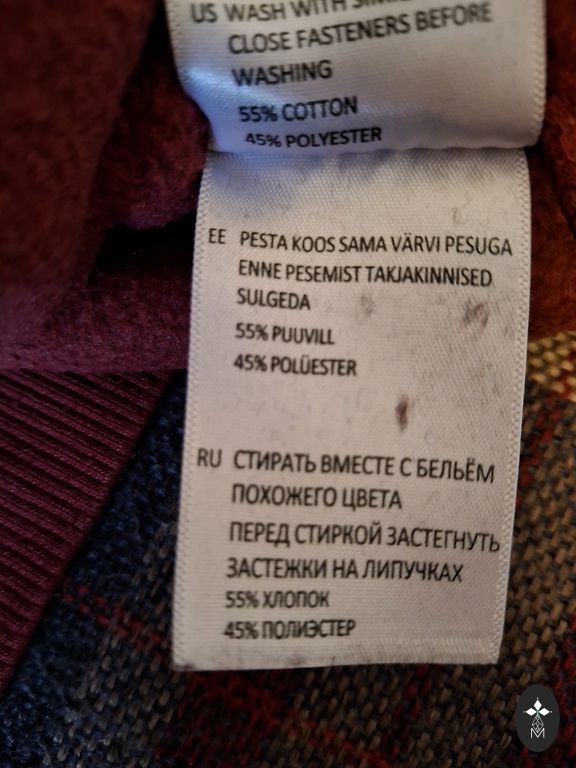 US WASH WITH
CLOSE FASTENERS BEFORE
WASHING
55% COTTON
45% POLYESTER
EE PESTA KOOS SAMA VÄRVI PESUGA
ENNE PESEMIST TAKJAKINNISED
SULGEDA
55% PUUVILL
45% POLÜESTER
RU СТИРАТЬ ВМЕСТЕ С БЕЛЬЁМ
ПОХОЖЕГО ЦВЕТА
ПЕРЕД СТИРКОЙ ЗАСТЕГНУТЬ
ЗАСТЕЖКИ НА ЛИПУЧКАХ
55% ХЛОПОК
45% ПОЛИЭСТЕР